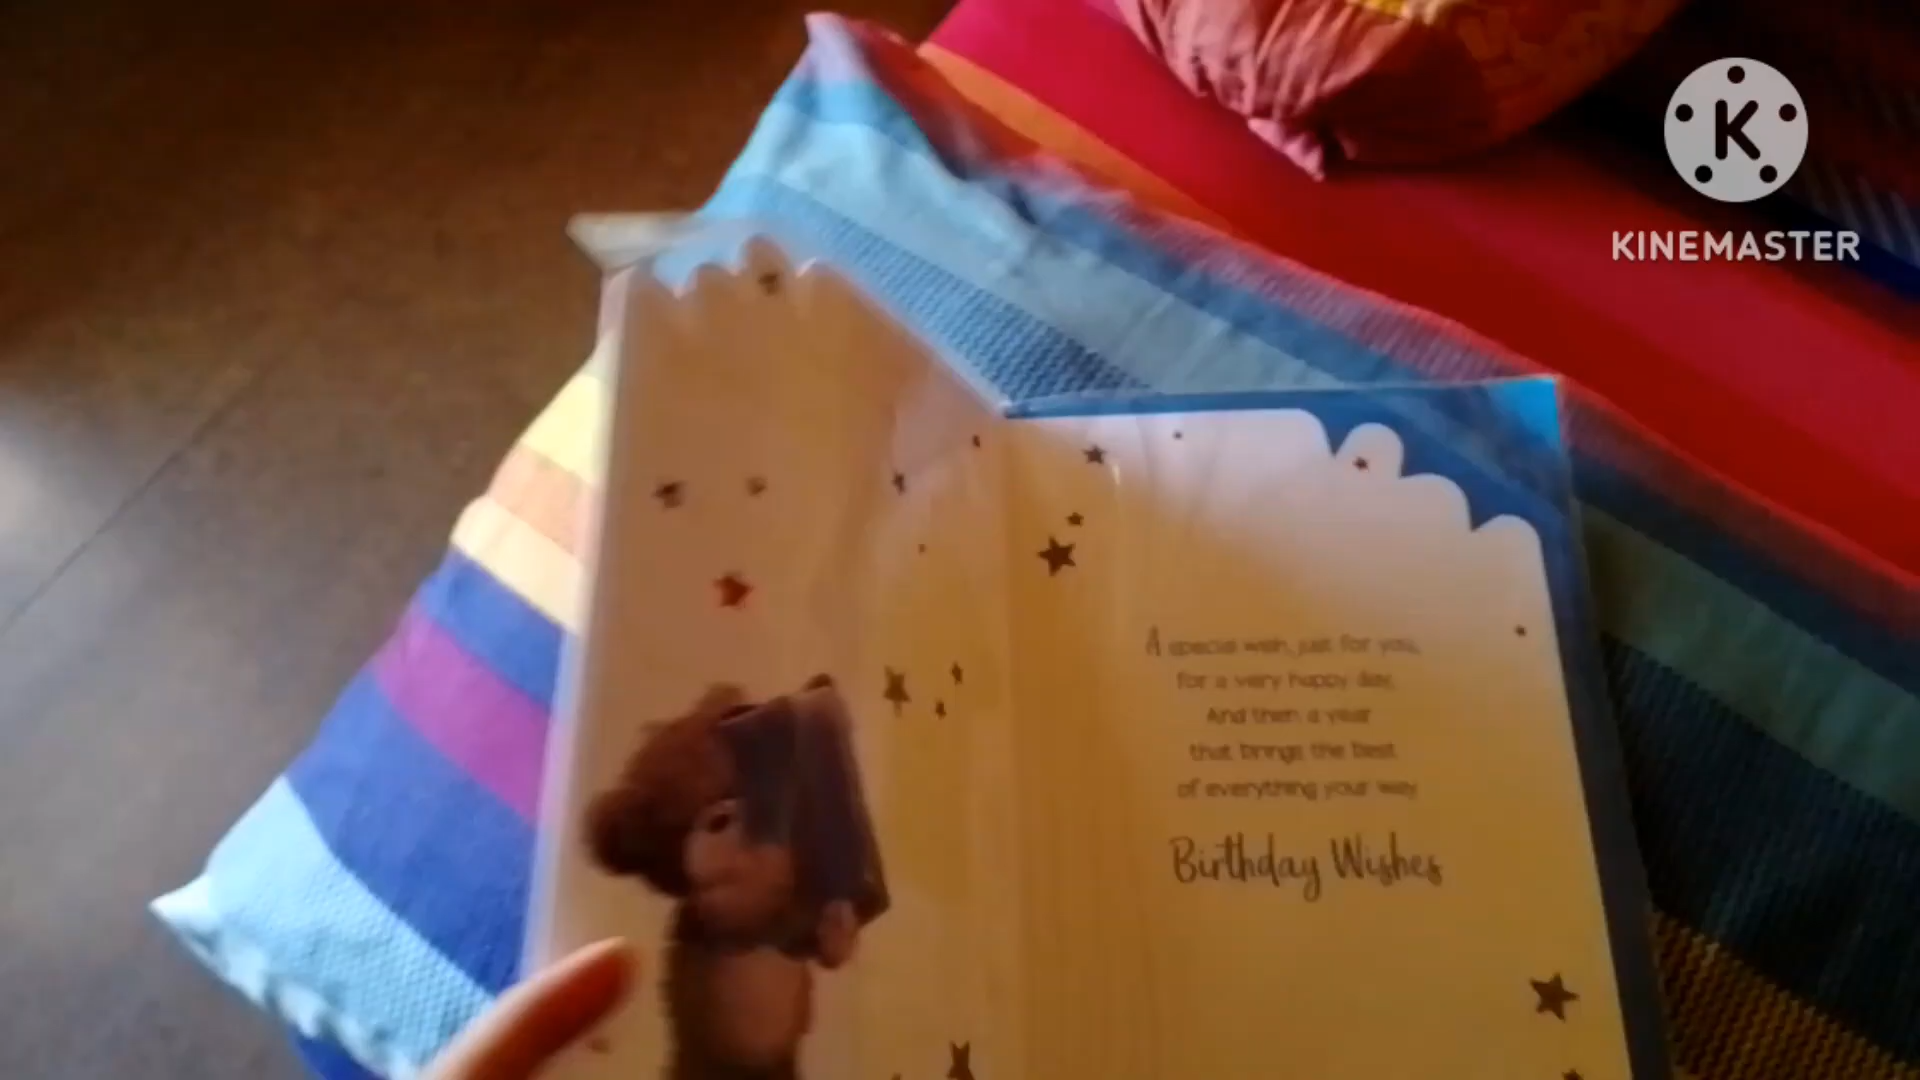 K
KINEMASTER
A special wish, just for you,
for a very happy day,
And then a year
that brings the best
of everything your way
Birthday Wishes